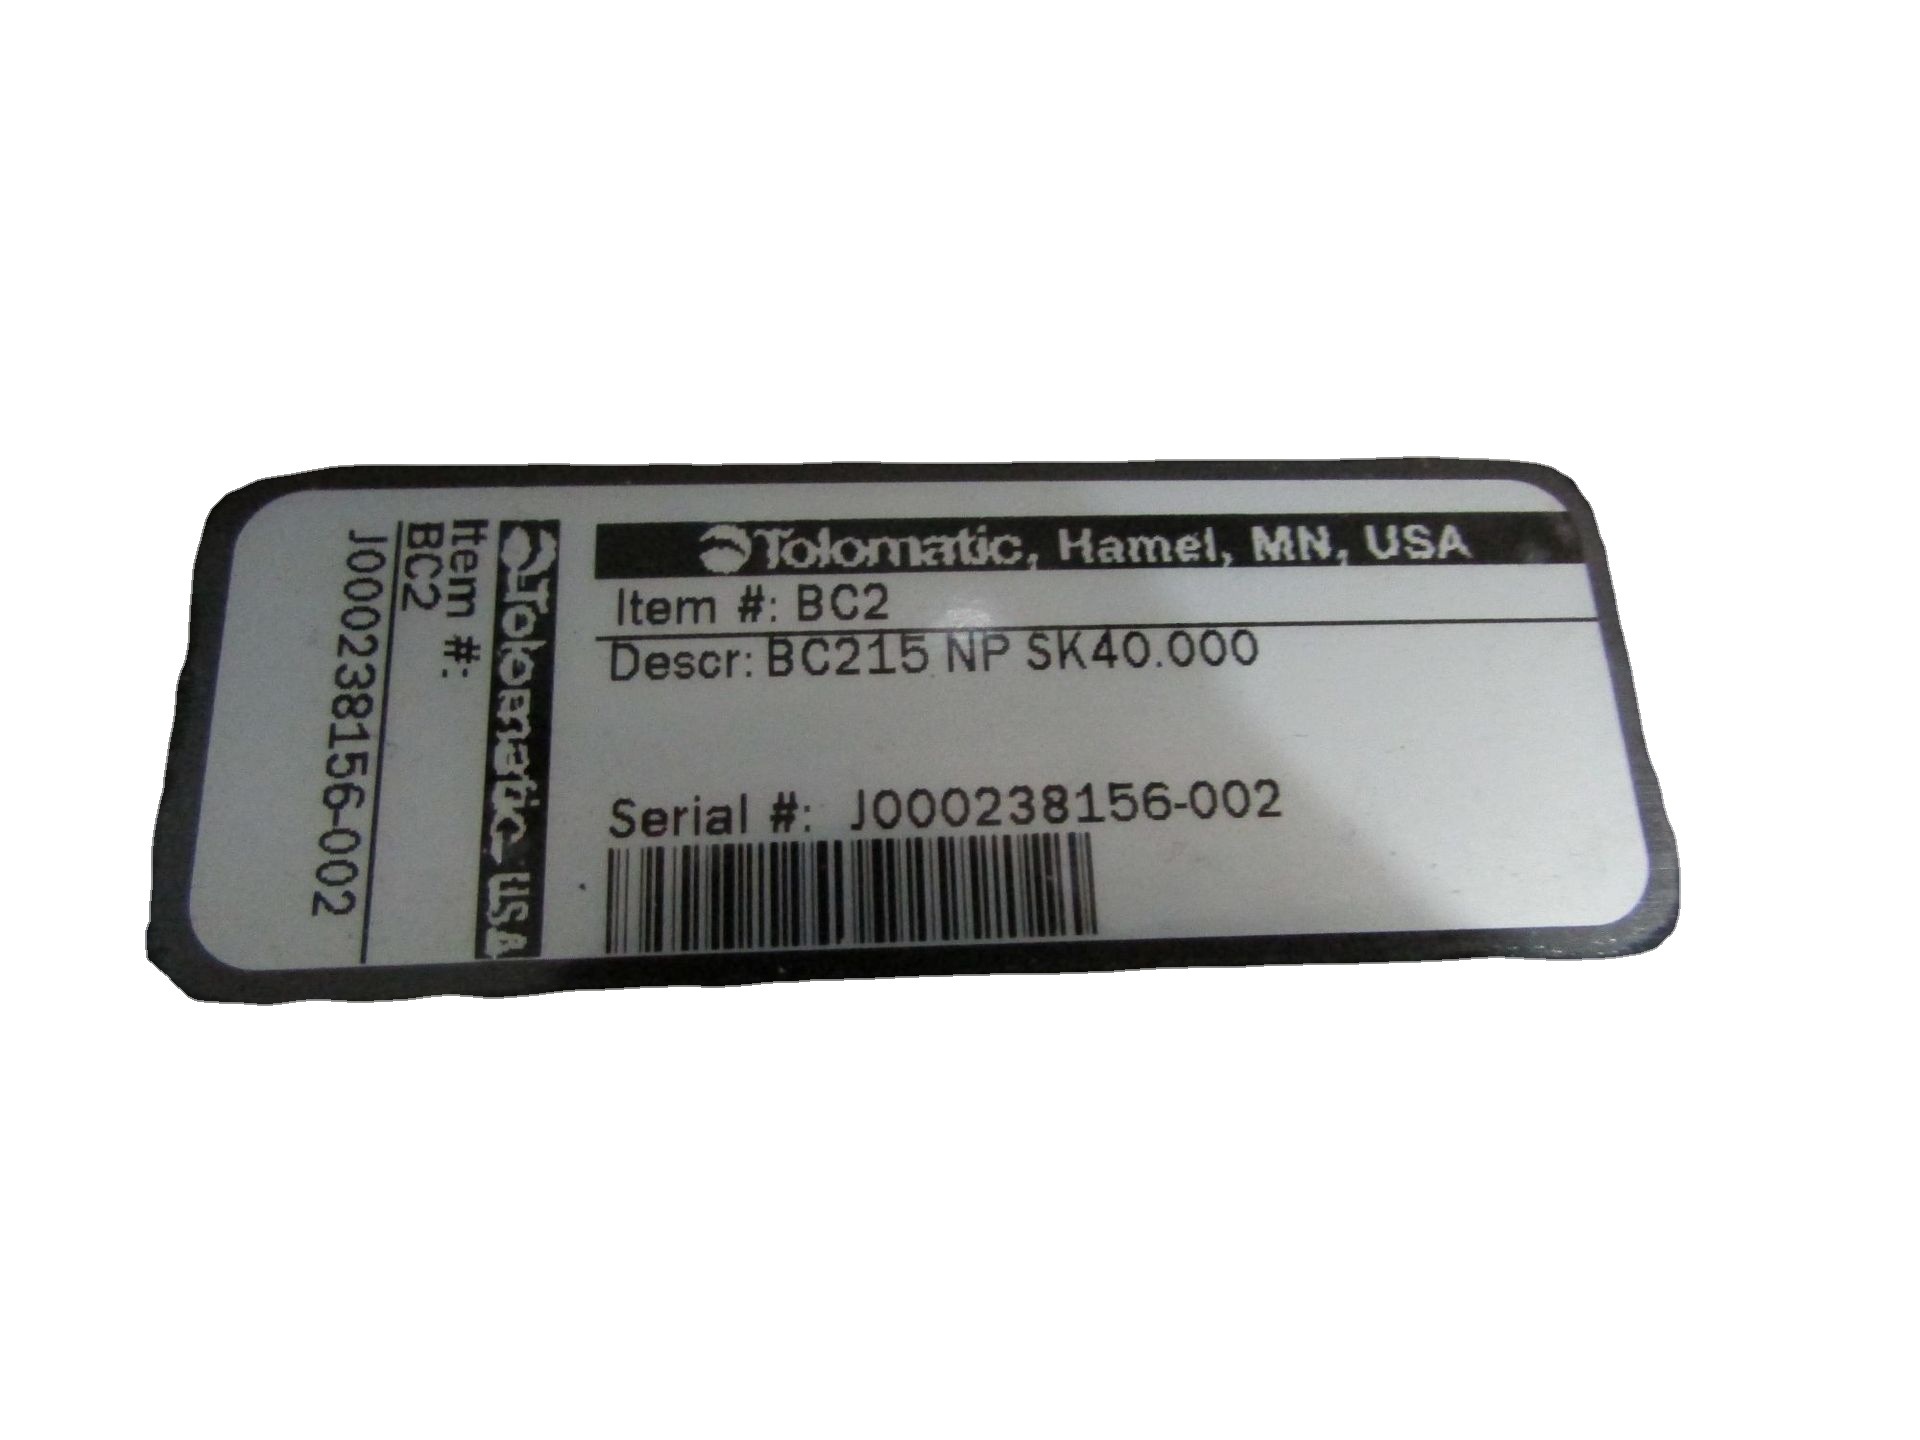 Tolomatic, Hamel, MN, USA
Item #: BC2
Descr: BC215 NP SK40.000
Serial #: J000238156-002
Tolomatic USA
Item #:
BC2
J000238156-002